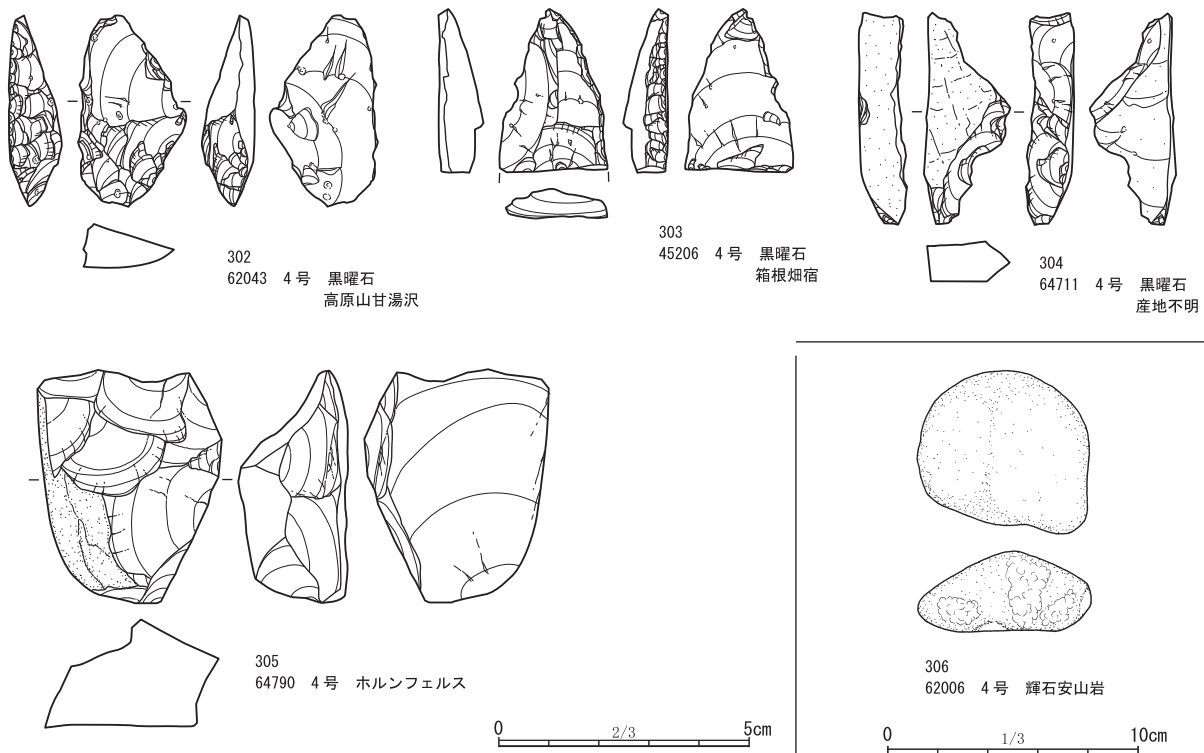 302
62043 4号 黒曜石
高原山甘湯沢
303
45206 4号 黒曜石
箱根畑宿
304
64711 4号 黒曜石
産地不明
305
64790 4号 ホルンフェルス
306
62006 4号 輝石安山岩
0 2/3 5cm
0 1/3 10cm